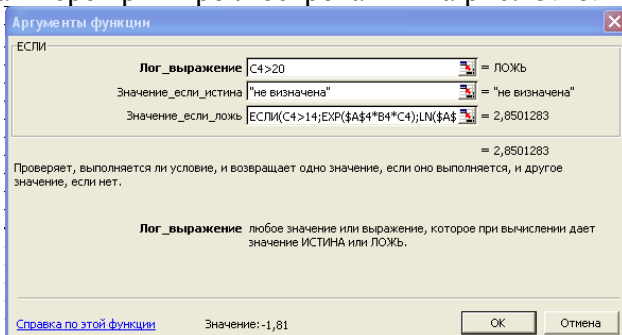 Аргументы функции
ЕСЛИ
Лог_выражение C4>20 = ЛОЖЬ
Значение_если_истина "не визначена" = "не визначена"
Значение_если_ложь ЕСЛИ(C4>14;EXP($A$4*B4*C4);LN($A$ = 2,8501283
= 2,8501283
Проверяет, выполняется ли условие, и возвращает одно значение, если оно выполняется, и другое
значение, если нет.
Лог_выражение любое значение или выражение, которое при вычислении дает
значение ИСТИНА или ЛОЖЬ.
Справка по этой функции Значение:-1,81 ОК Отмена